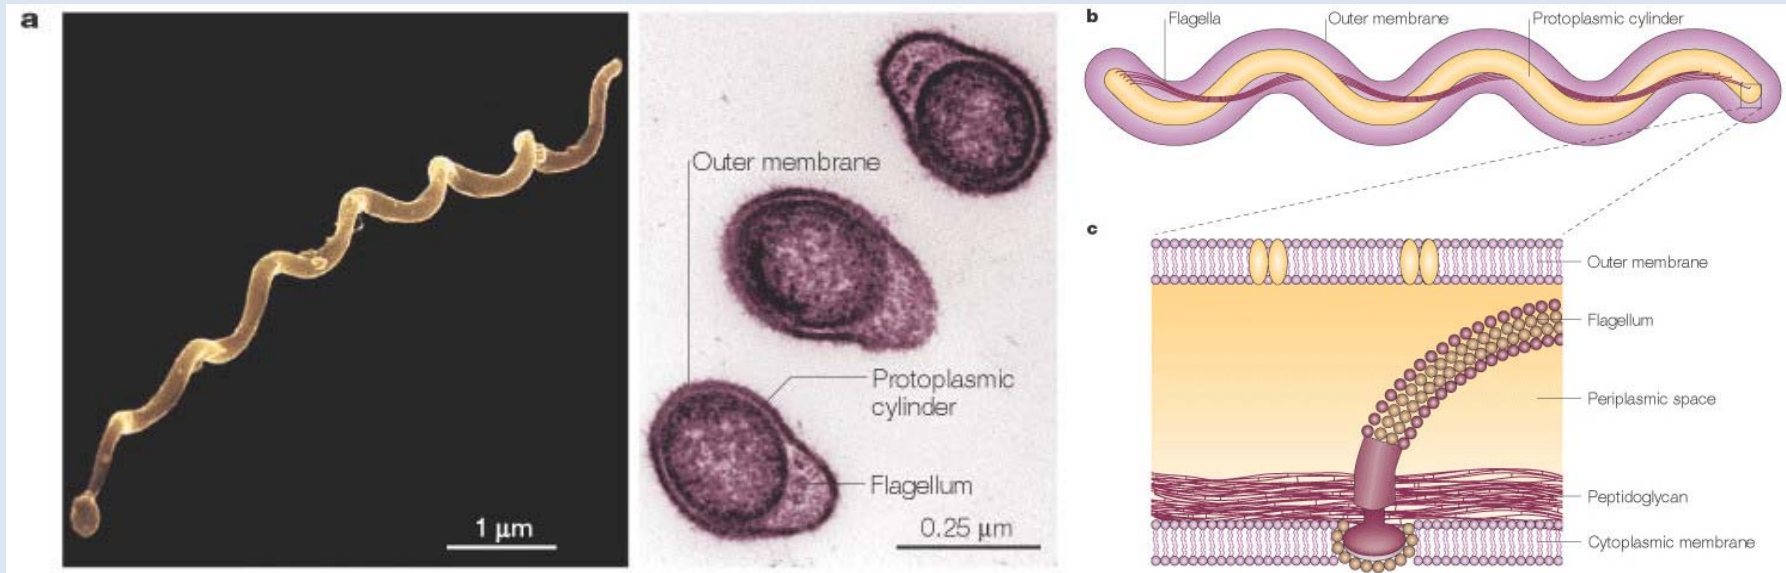 a
1 μm
Outer membrane
Protoplasmic
cylinder
Flagellum
0.25 μm
b
Flagella
Outer membrane
Protoplasmic cylinder
c
Outer membrane
Flagellum
Periplasmic space
Peptidoglycan
Cytoplasmic membrane